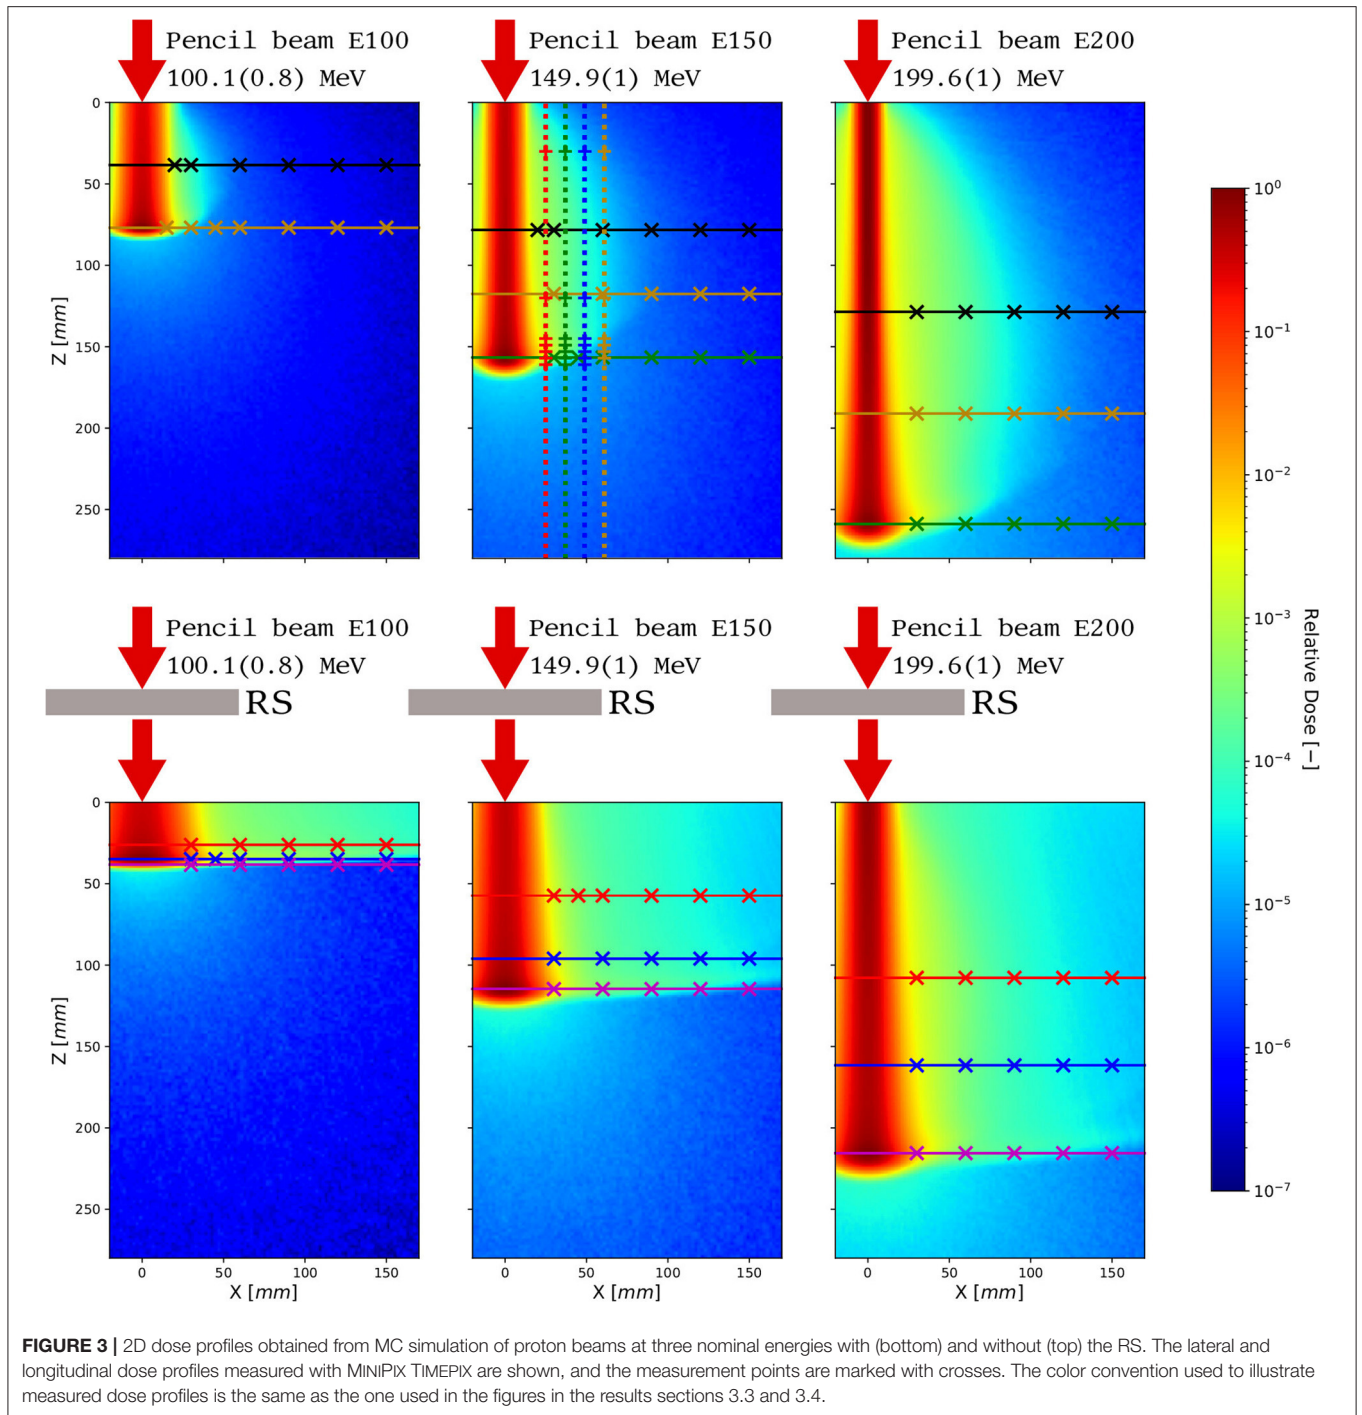 Pencil beam E100
100.1(0.8) MeV
Pencil beam E150
149.9(1) MeV
Pencil beam E200
199.6(1) MeV
0
50
100
150
200
250
Z [mm]
10⁰
10⁻¹
10⁻²
10⁻³
10⁻⁴
10⁻⁵
10⁻⁶
10⁻⁷
Relative Dose [−]
Pencil beam E100
100.1(0.8) MeV
RS
Pencil beam E150
149.9(1) MeV
RS
Pencil beam E200
199.6(1) MeV
RS
0
50
100
150
200
250
Z [mm]
0 50 100 150
X [mm]
0 50 100 150
X [mm]
0 50 100 150
X [mm]
FIGURE 3 | 2D dose profiles obtained from MC simulation of proton beams at three nominal energies with (bottom) and without (top) the RS. The lateral and
longitudinal dose profiles measured with MINIPIX TIMEPIX are shown, and the measurement points are marked with crosses. The color convention used to illustrate
measured dose profiles is the same as the one used in the figures in the results sections 3.3 and 3.4.